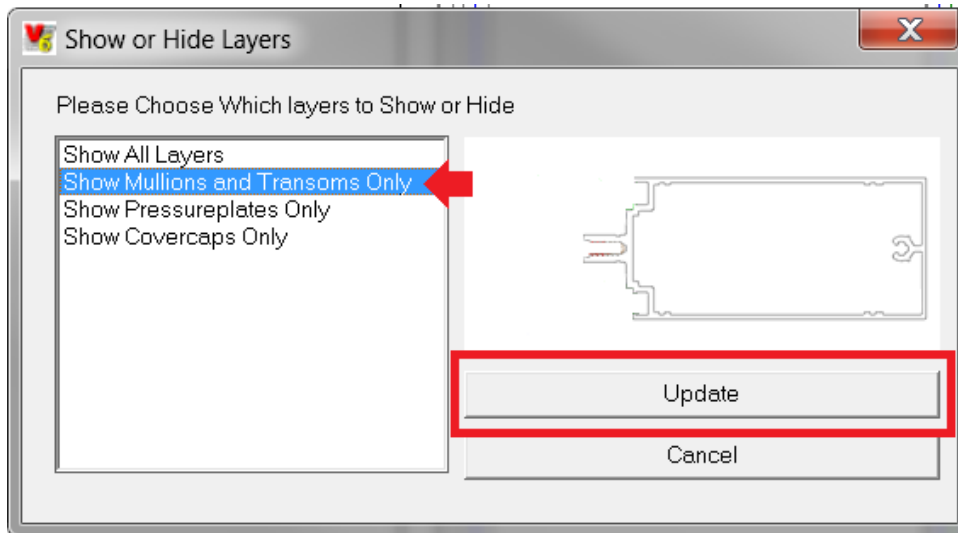 Show or Hide Layers
Please Choose Which layers to Show or Hide
Show All Layers
Show Mullions and Transoms Only
Show Pressureplates Only
Show Covercaps Only
Update
Cancel